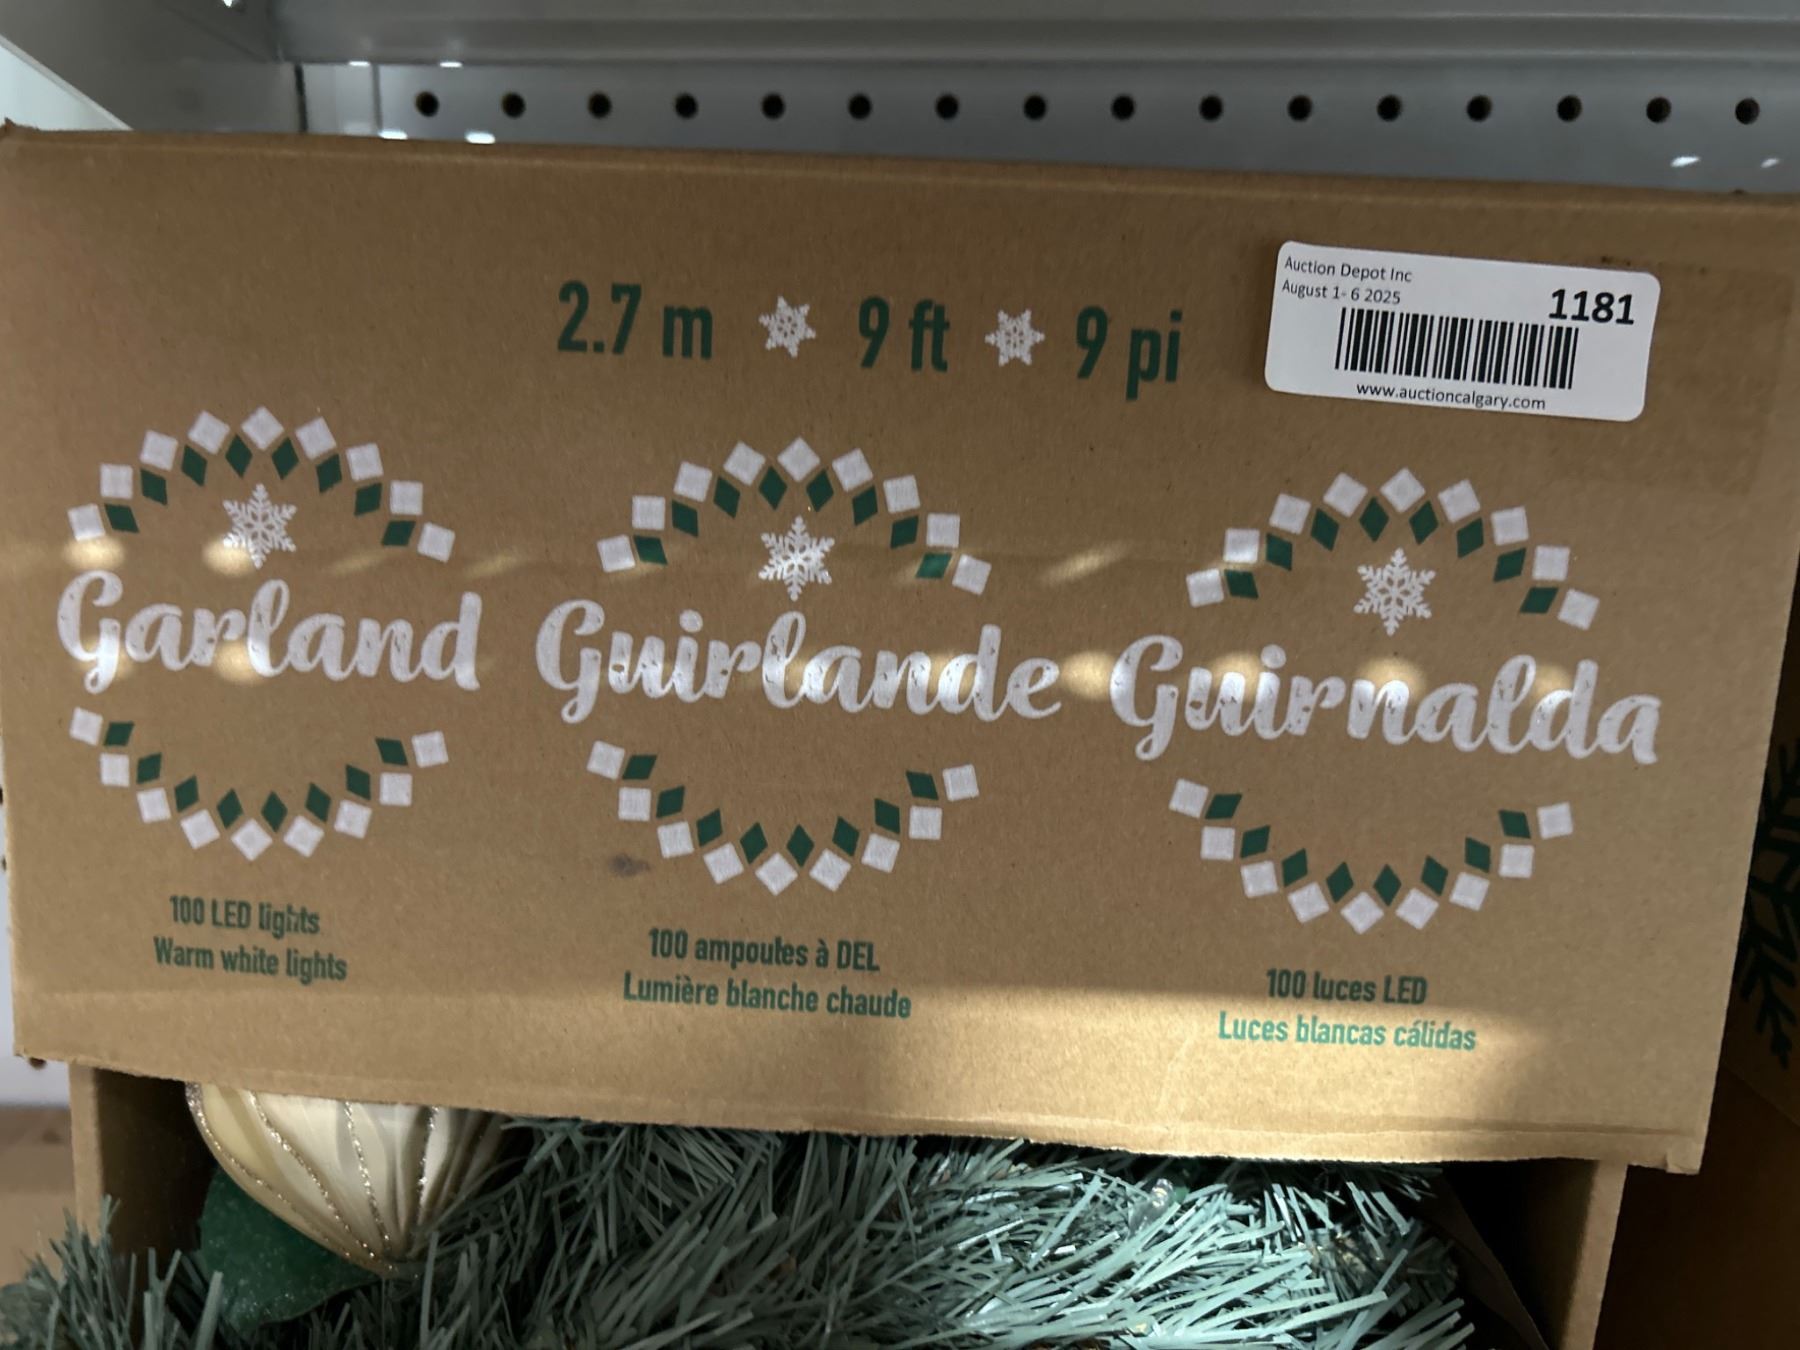 2.7 m 9 ft 9 pi
Auction Depot Inc
August 1- 6 2025
1181
www.auctioncalgary.com
Garland
100 LED lights
Warm white lights
Guirlande
100 ampoules à DEL
Lumière blanche chaude
Guirnalda
100 luces LED
Luces blancas cálidas